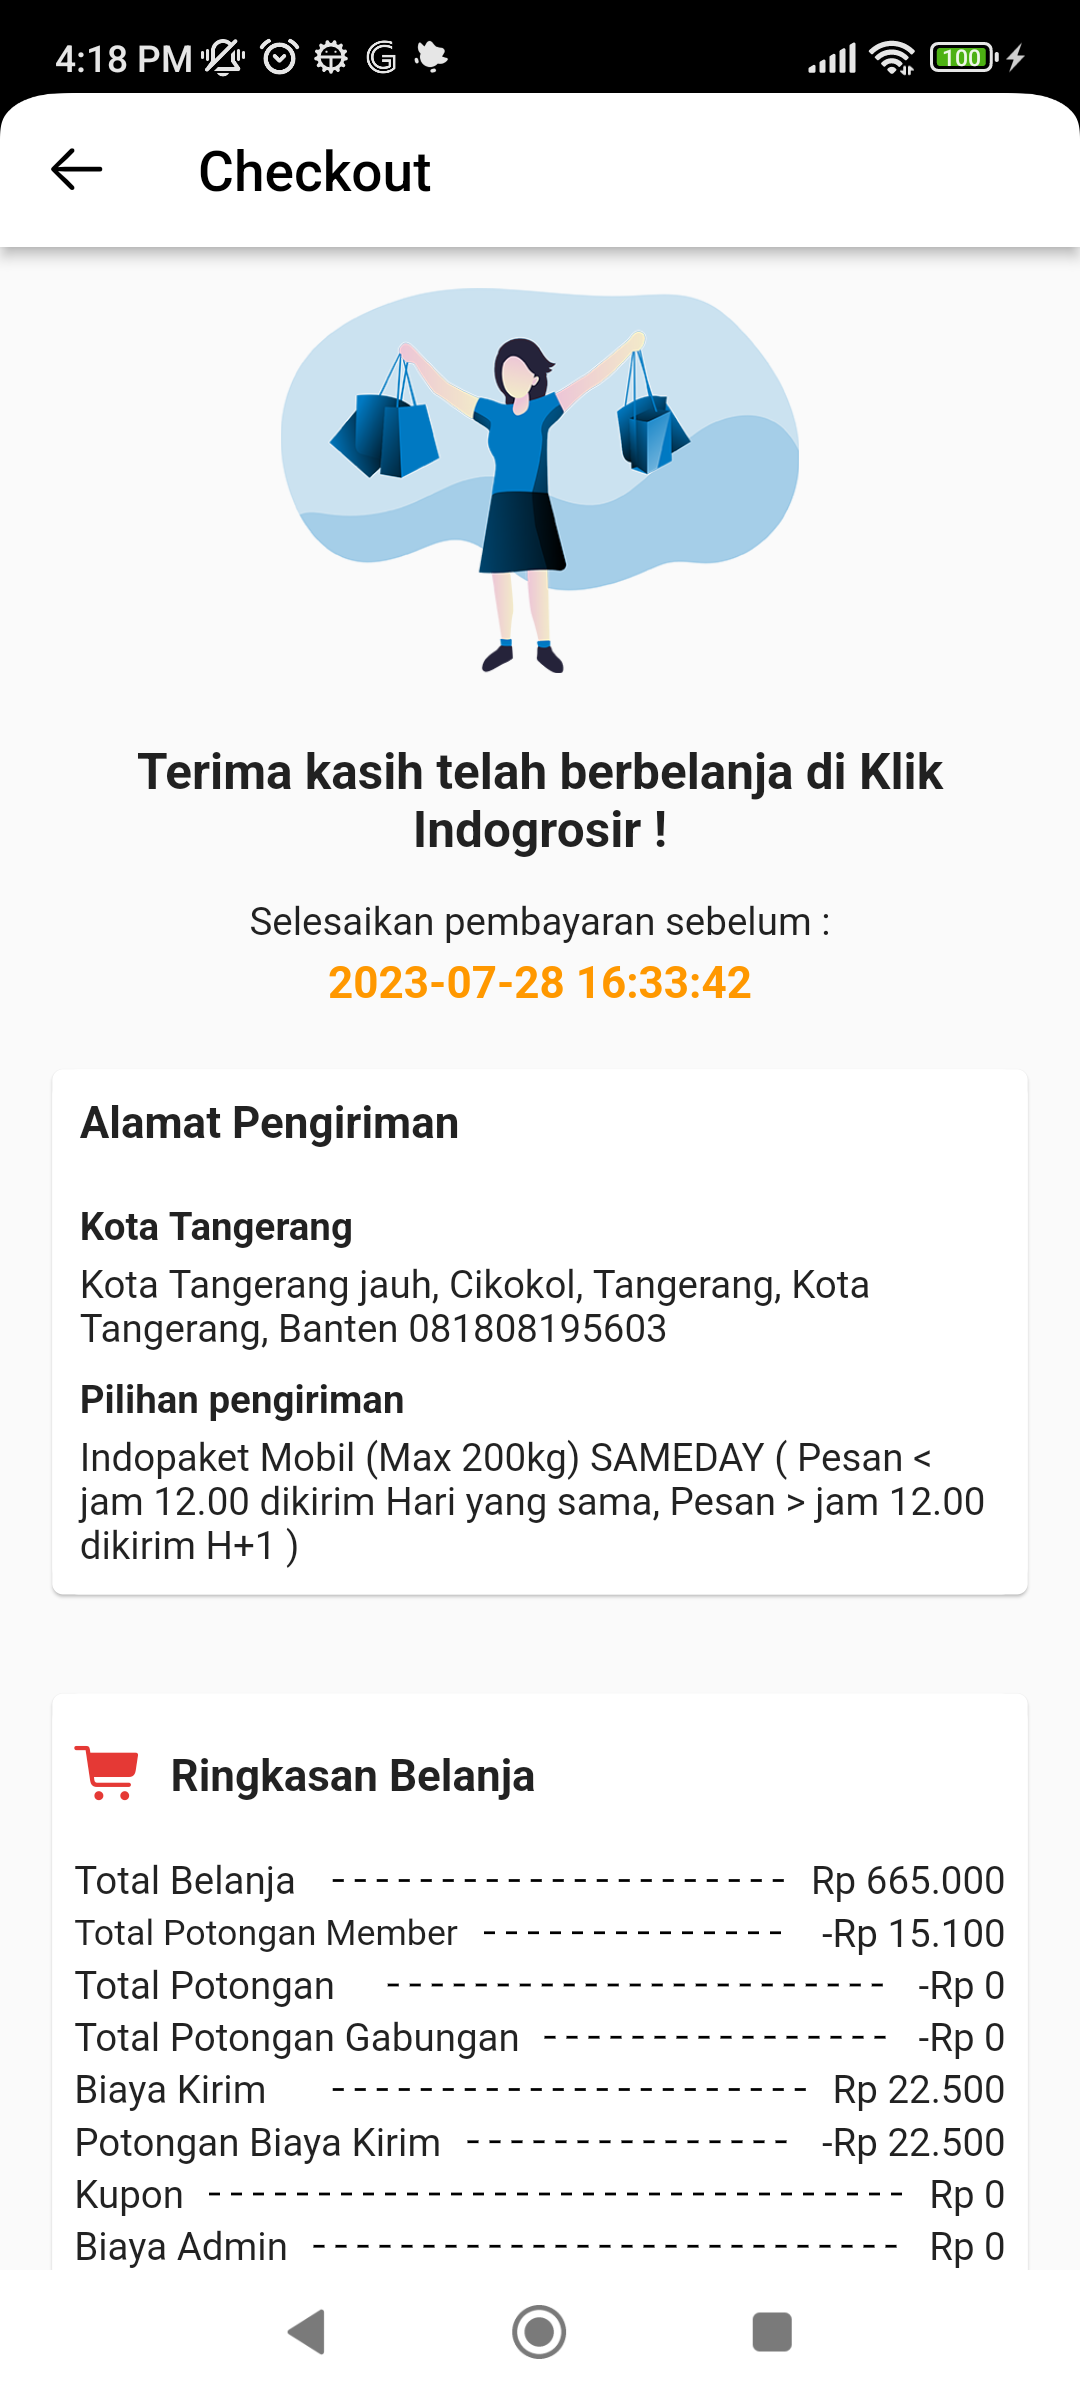 4:18 PM
100
Checkout
Terima kasih telah berbelanja di Klik
Indogrosir !
Selesaikan pembayaran sebelum :
2023-07-28 16:33:42
Alamat Pengiriman
Kota Tangerang
Kota Tangerang jauh, Cikokol, Tangerang, Kota
Tangerang, Banten 081808195603
Pilihan pengiriman
Indopaket Mobil (Max 200kg) SAMEDAY ( Pesan <
jam 12.00 dikirim Hari yang sama, Pesan > jam 12.00
dikirim H+1 )
Ringkasan Belanja
Total Belanja --------------------- Rp 665.000
Total Potongan Member -------------- -Rp 15.100
Total Potongan ----------------------- -Rp 0
Total Potongan Gabungan ---------------- -Rp 0
Biaya Kirim ---------------------- Rp 22.500
Potongan Biaya Kirim --------------- -Rp 22.500
Kupon -------------------------------- Rp 0
Biaya Admin --------------------------- Rp 0